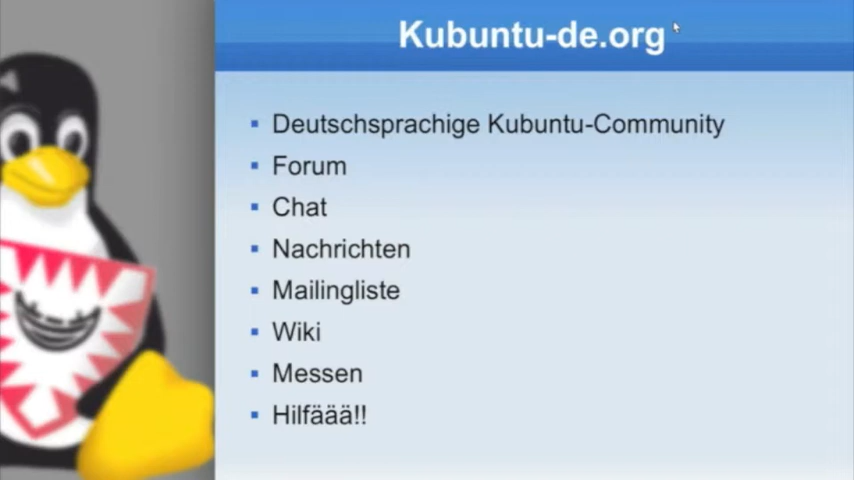 Kubuntu-de.org
Deutschsprachige Kubuntu-Community
Forum
Chat
Nachrichten
Mailingliste
Wiki
Messen
Hilfäää!!